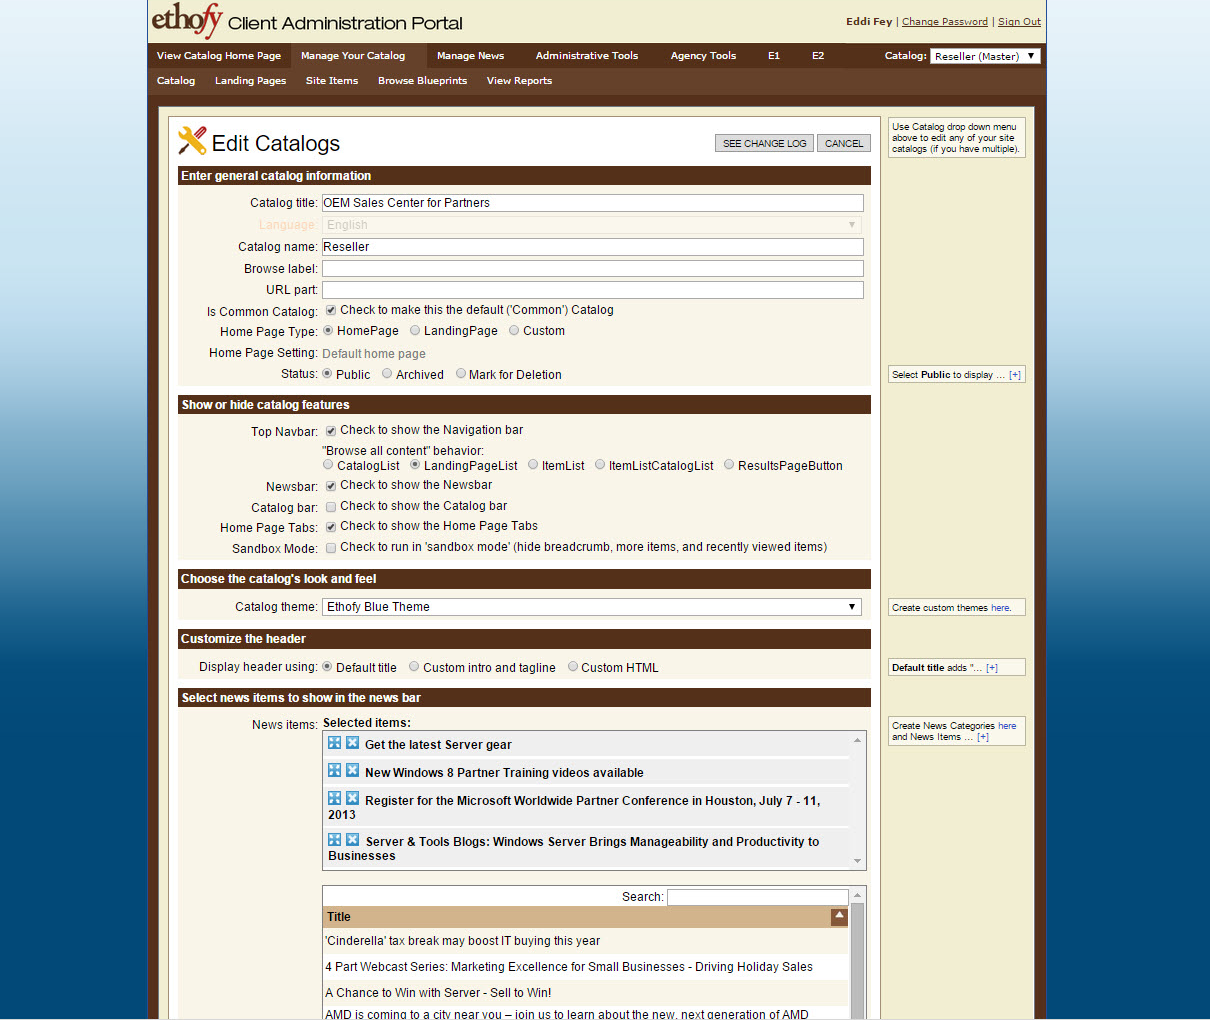 ethofy Client Administration Portal
Eddi Fey | Change Password | Sign Out
View Catalog Home Page Manage Your Catalog Manage News Administrative Tools Agency Tools E1 E2 Catalog: Reseller (Master)
Catalog Landing Pages Site Items Browse Blueprints View Reports
Edit Catalogs
SEE CHANGE LOG CANCEL
Use Catalog drop down menu
above to edit any of your site
catalogs (if you have multiple).
Enter general catalog information
Catalog title: OEM Sales Center for Partners
Language: English
Catalog name: Reseller
Browse label:
URL part:
Is Common Catalog: Check to make this the default ('Common') Catalog
Home Page Type: HomePage LandingPage Custom
Home Page Setting: Default home page
Status: Public Archived Mark for Deletion
Select Public to display ... [+]
Show or hide catalog features
Top Navbar: Check to show the Navigation bar
"Browse all content" behavior:
CatalogList LandingPageList ItemList ItemListCatalogList ResultsPageButton
Newsbar: Check to show the Newsbar
Catalog bar: Check to show the Catalog bar
Home Page Tabs: Check to show the Home Page Tabs
Sandbox Mode: Check to run in 'sandbox mode' (hide breadcrumb, more items, and recently viewed items)
Choose the catalog's look and feel
Catalog theme: Ethofy Blue Theme
Create custom themes here.
Customize the header
Display header using: Default title Custom intro and tagline Custom HTML
Default title adds "... [+]
Select news items to show in the news bar
News items: Selected items:
Create News Categories here
and News Items ... [+]
Get the latest Server gear
New Windows 8 Partner Training videos available
Register for the Microsoft Worldwide Partner Conference in Houston, July 7 - 11,
2013
Server & Tools Blogs: Windows Server Brings Manageability and Productivity to
Businesses
Search:
Title
'Cinderella' tax break may boost IT buying this year
4 Part Webcast Series: Marketing Excellence for Small Businesses - Driving Holiday Sales
A Chance to Win with Server - Sell to Win!
AMD is coming to a city near you – join us to learn about the new, next generation of AMD